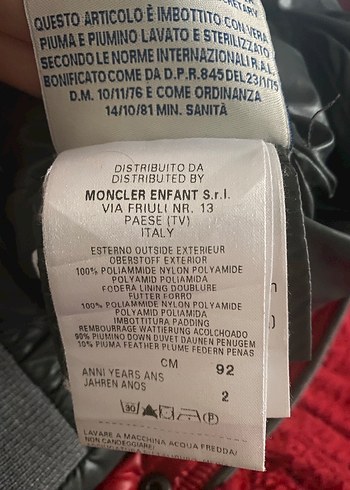 CRETARY.
QUESTO ARTICOLO È IMBOTTITO CON VERA
PIUMA E PIUMINO LAVATO E STERILIZZATO
SECONDO LE NORME INTERNAZIONALI R.A.L.
BONIFICATO COME DA D.P.R. 845 DEL 23/1/75
D.M. 10/11/76 E COME ORDINANZA
14/10/81 MIN. SANITÀ
DISTRIBUITO DA
DISTRIBUTED BY
MONCLER ENFANT S.r.l.
VIA FRIULI NR. 13
PAESE (TV)
ITALY
ESTERNO OUTSIDE EXTERIEUR
OBERSTOFF EXTERIOR
100% POLIAMMIDE NYLON POLYAMIDE
POLYAMID POLIAMIDA
FODERA LINING DOUBLURE
FUTTER FORRO
100% POLIAMMIDE NYLON POLYAMIDE
POLYAMID POLIAMIDA
IMBOTTITURA PADDING
REMBOURRAGE WATTIERUNG ACOLCHOADO
90% PIUMINO DOWN DUVET DAUNEN PENUGEM
10% PIUMA FEATHER PLUME FEDERN PENAS
CM 92
ANNI YEARS ANS
JAHREN ANOS 2
30 P
LAVARE A MACCHINA ACQUA FREDDA/
NON CANDEGGIARE/